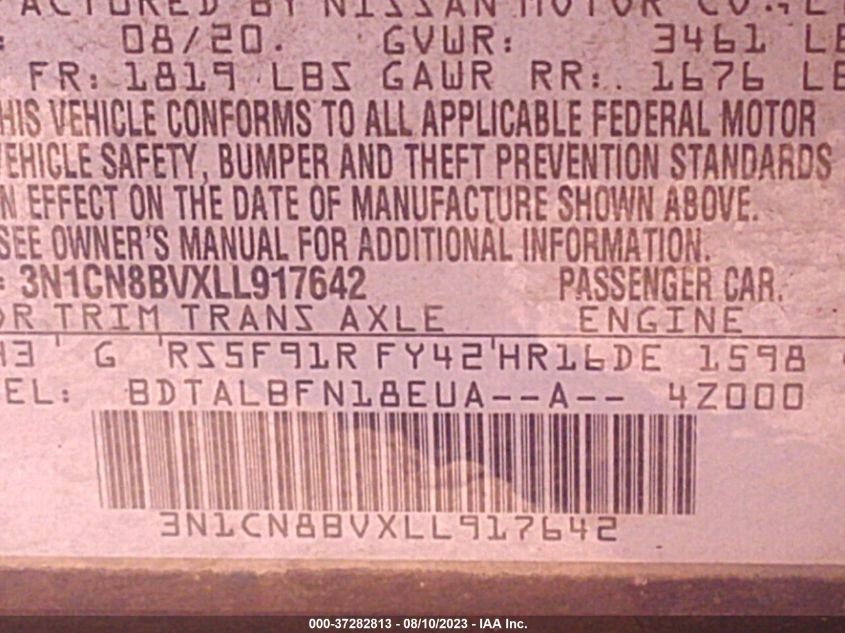 ACTURED BY NISSAN MOTOR CO.,
: 08/20. GVWR: 3461 LB
FR: 1819 LBS GAWR RR: 1676 LB
HIS VEHICLE CONFORMS TO ALL APPLICABLE FEDERAL MOTOR
VEHICLE SAFETY, BUMPER AND THEFT PREVENTION STANDARDS
N EFFECT ON THE DATE OF MANUFACTURE SHOWN ABOVE.
SEE OWNER'S MANUAL FOR ADDITIONAL INFORMATION.
: 3N1CN8BVXLL917642 PASSENGER CAR.
OR TRIM TRANS AXLE ENGINE
G RS5F91R FY42 HR16DE 1598
EL: BDTALBFN18EUA--A-- 4Z000
3N1CN8BVXLL917642
000-37282813 - 08/10/2023 - IAA Inc.